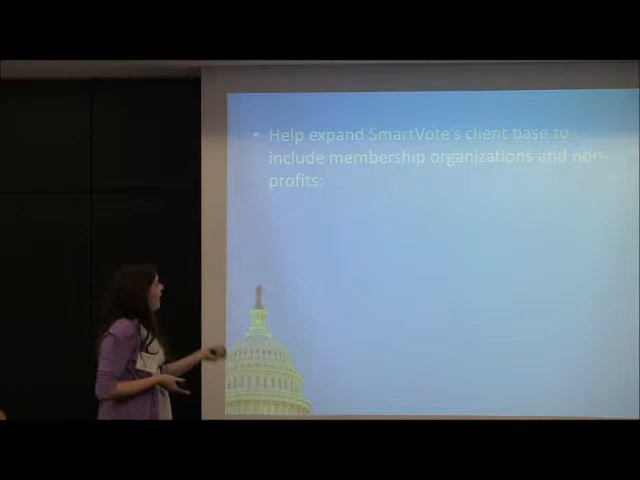 • Help expand SmartVote's client base to
include membership organizations and non-
profits: